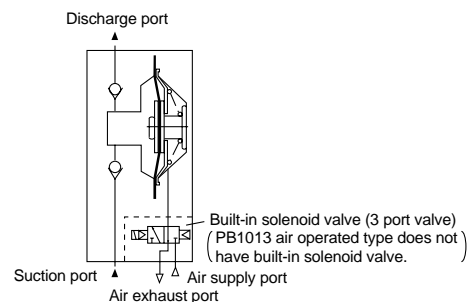 Discharge port
Built-in solenoid valve (3 port valve)
(PB1013 air operated type does not
have built-in solenoid valve.)
Suction port
Air supply port
Air exhaust port